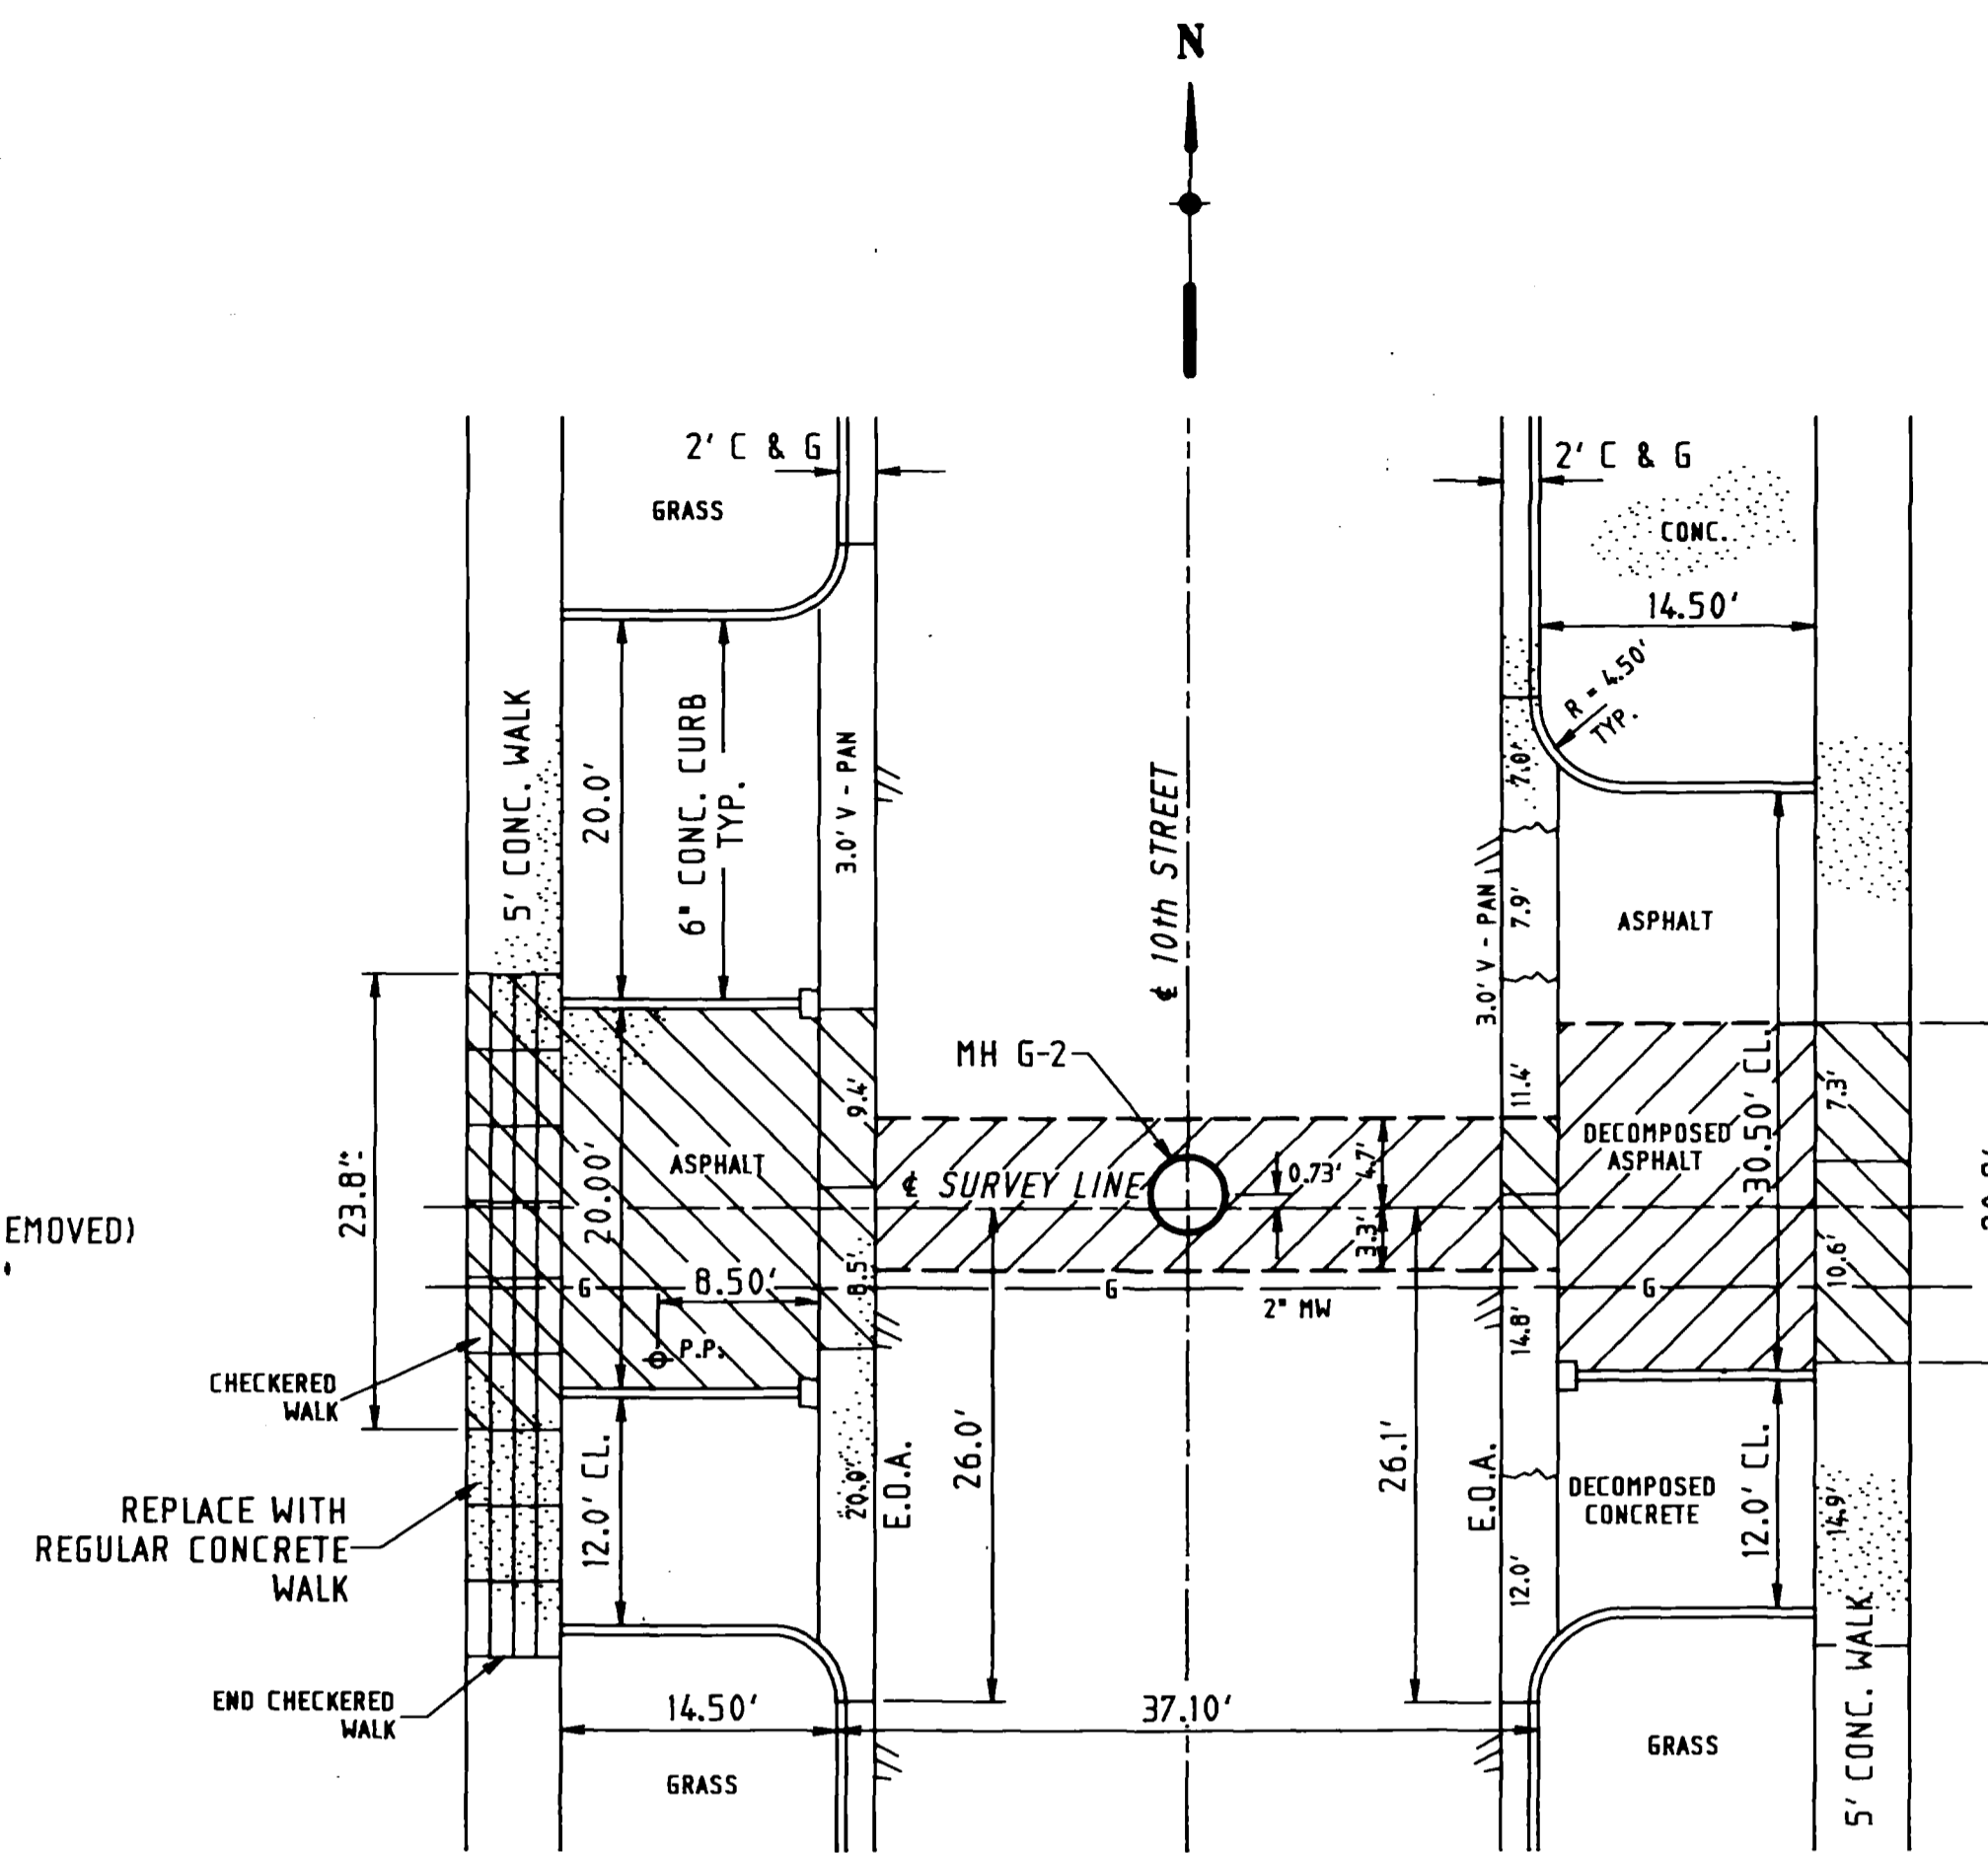 N
2' C & G
2' C & G
GRASS
CONC.
14.50'
R = 4.50'
TYP.
5' CONC. WALK
20.0'
6" CONC. CURB
TYP.
3.0' V - PAN
℄ 10th STREET
7.0'
7.9'
3.0' V - PAN
ASPHALT
MH G-2
9.4'
11.4'
7.3'
23.8'±
20.00'
ASPHALT
℄ SURVEY LINE
0.73'
4.7'
3.3'
DECOMPOSED
ASPHALT
30.50' CL.
EMOVED)
G
8.50'
8.5'
G
2" MW
G
10.6'
P.P.
14.8'
CHECKERED
WALK
12.0' CL.
20.0'
E.O.A.
26.0'
26.1'
E.O.A.
DECOMPOSED
CONCRETE
12.0' CL.
14.9'
REPLACE WITH
REGULAR CONCRETE
WALK
12.0'
END CHECKERED
WALK
14.50'
37.10'
GRASS
GRASS
5' CONC. WALK